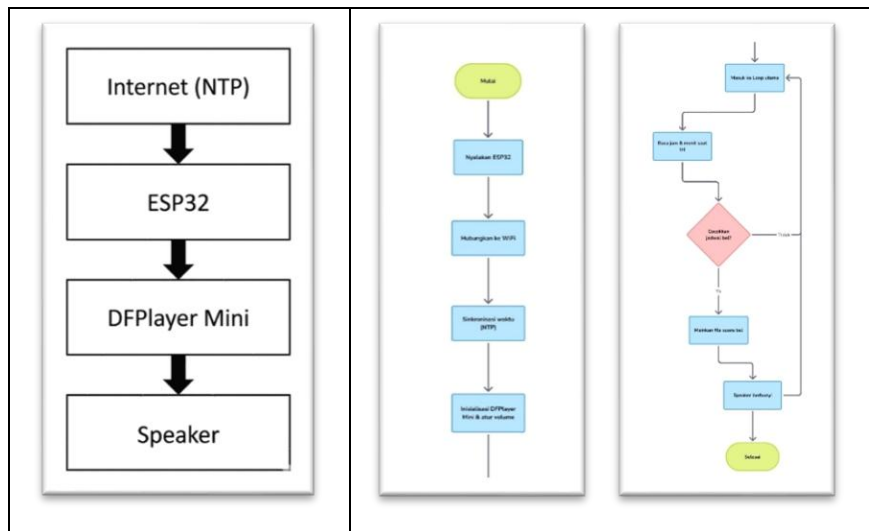 Internet (NTP)
ESP32
DFPlayer Mini
Speaker
Mulai
Nyalakan ESP32
Hubungkan ke WiFi
Sinkronisasi waktu
(NTP)
Inisialisasi DFPlayer
Mini & atur volume
Masuk ke Loop utama
Baca jam & menit saat
ini
jadwal bel?
Tidak
Ya
Mainkan file suara bel
Speaker berbunyi
Selesai